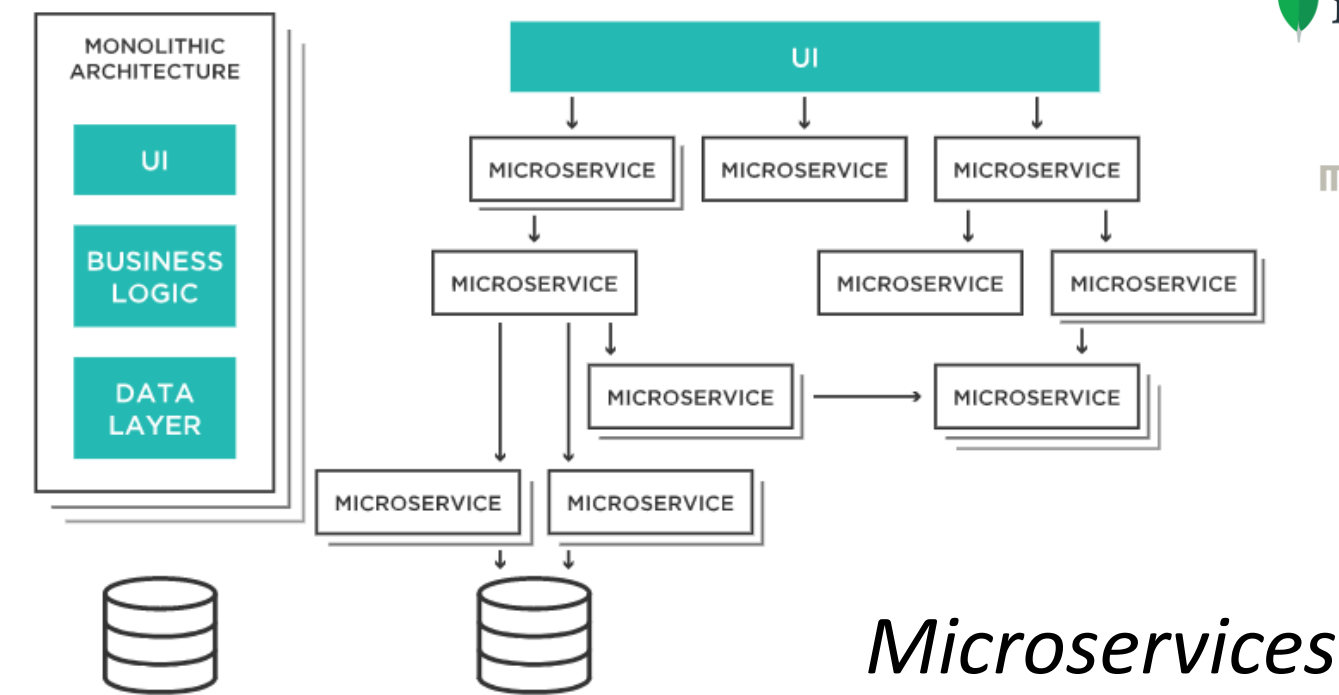 MONOLITHIC
ARCHITECTURE
UI
BUSINESS
LOGIC
DATA
LAYER
UI
MICROSERVICE
MICROSERVICE
MICROSERVICE
MICROSERVICE
MICROSERVICE
MICROSERVICE
MICROSERVICE
MICROSERVICE
MICROSERVICE
MICROSERVICE
Microservices